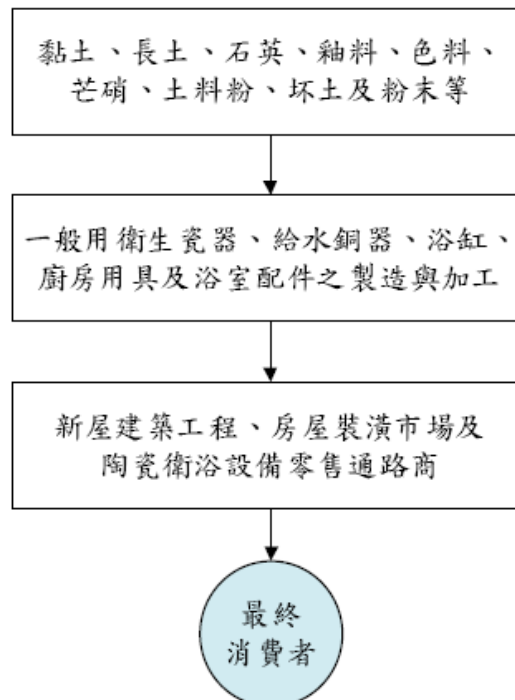 黏土、長土、石英、釉料、色料、
芒硝、土料粉、坏土及粉末等
一般用衛生瓷器、給水銅器、浴缸、
廚房用具及浴室配件之製造與加工
新屋建築工程、房屋裝潢市場及
陶瓷衛浴設備零售通路商
最終
消費者